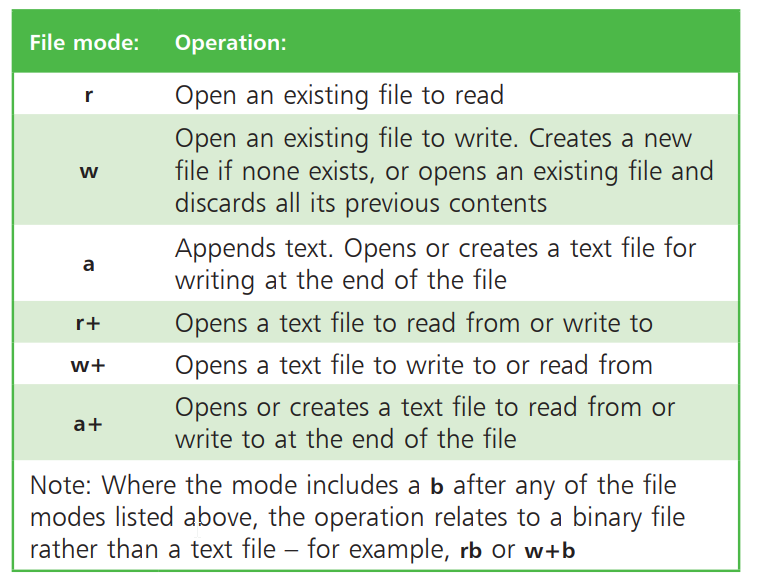 File mode: Operation:
r Open an existing file to read
Open an existing file to write. Creates a new
w file if none exists, or opens an existing file and
discards all its previous contents
a Appends text. Opens or creates a text file for
writing at the end of the file
r+ Opens a text file to read from or write to
w+ Opens a text file to write to or read from
a+ Opens or creates a text file to read from or
write to at the end of the file
Note: Where the mode includes a b after any of the file
modes listed above, the operation relates to a binary file
rather than a text file – for example, rb or w+b